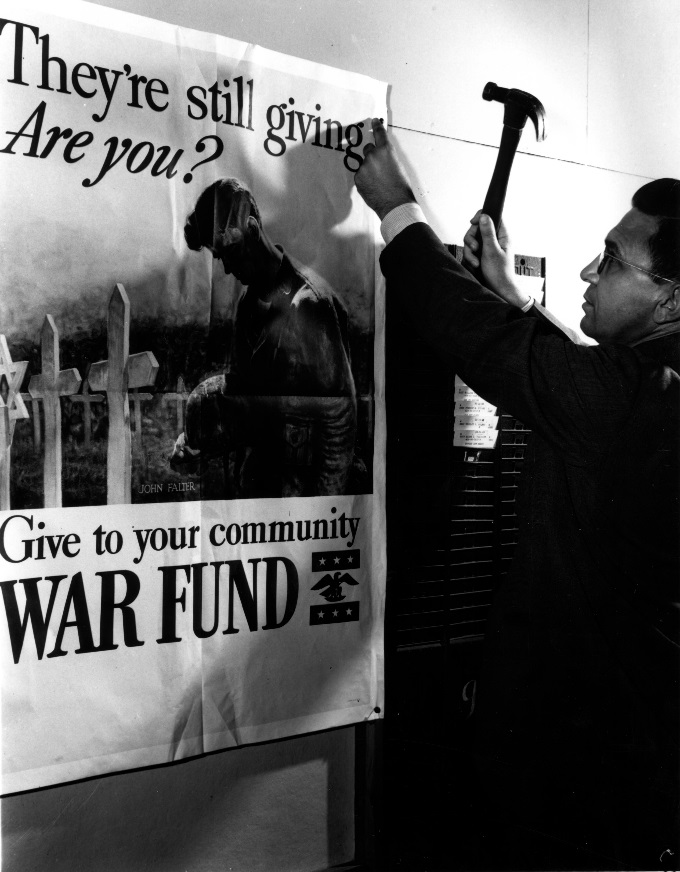 They're still giving.
Are you?
JOHN FALTER
Give to your community
WAR FUND